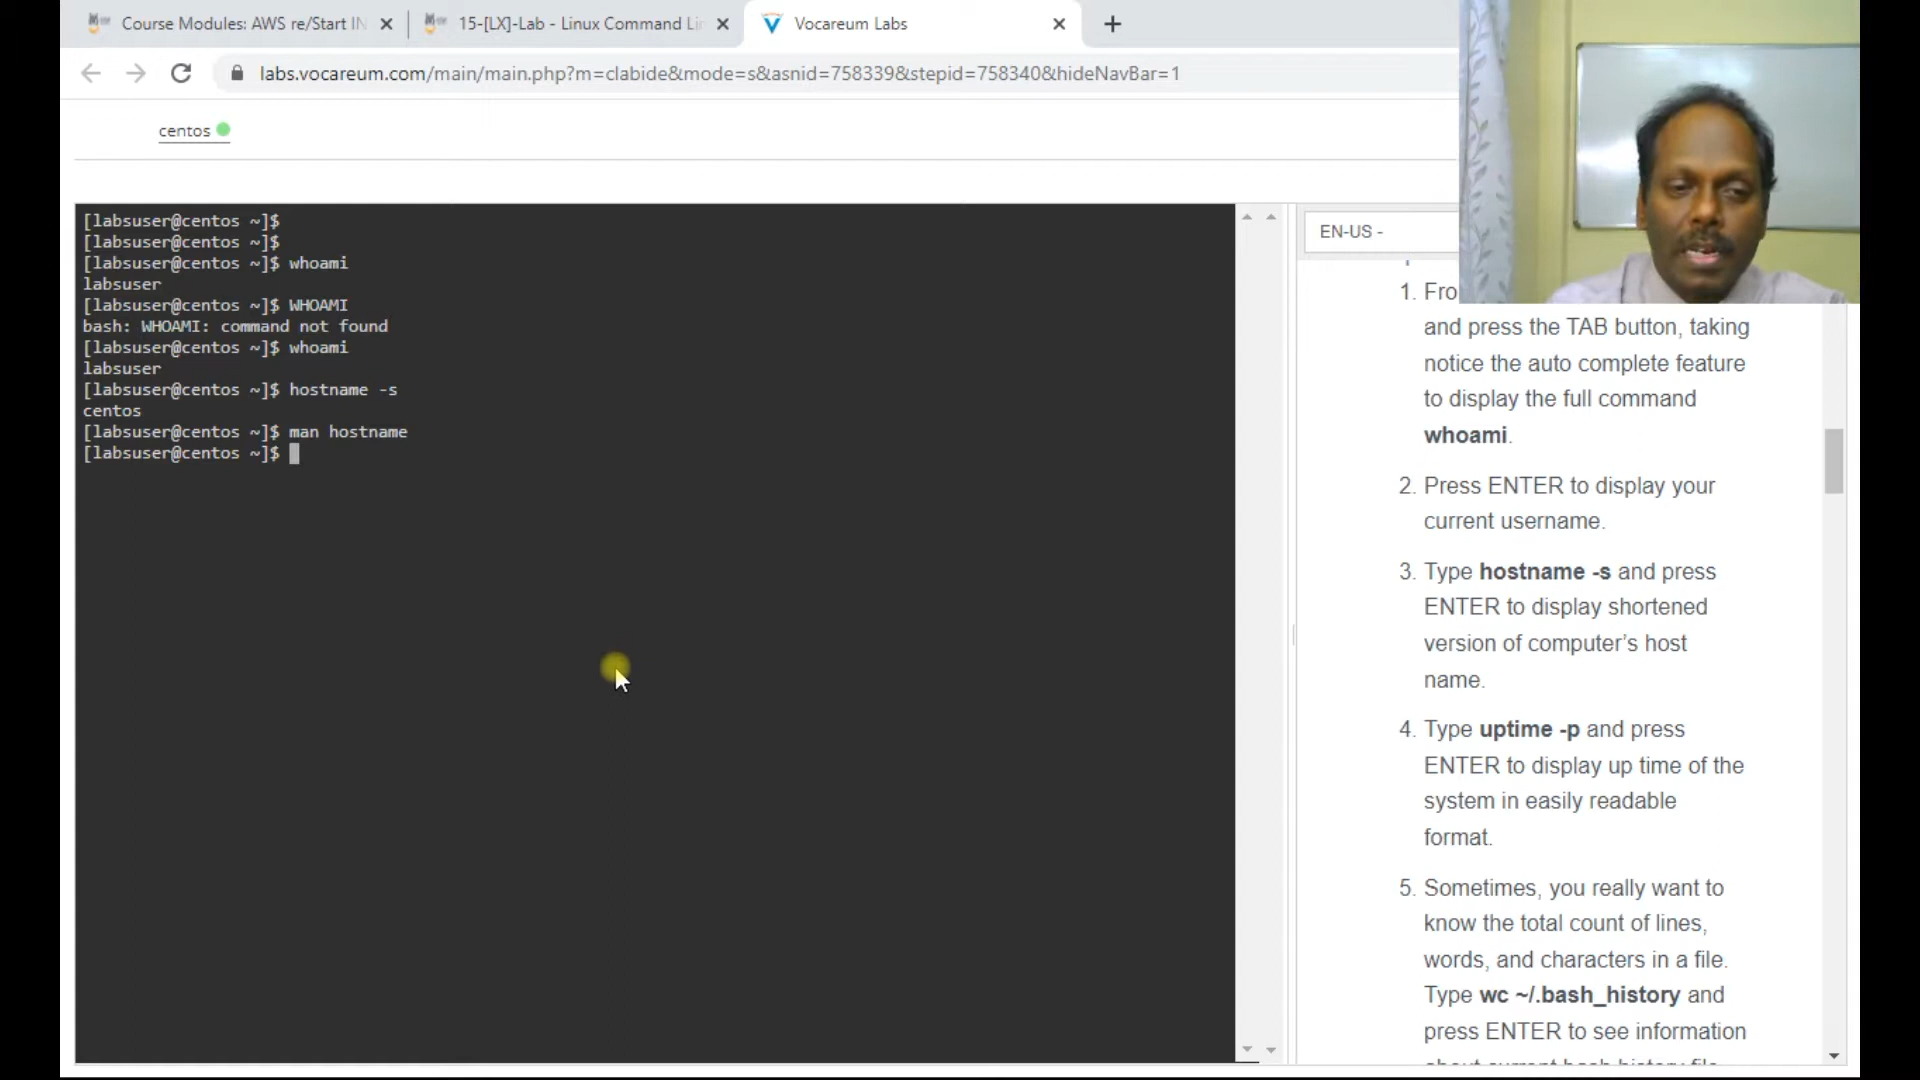 Course Modules: AWS re/Start IN
15-[LX]-Lab - Linux Command Li
Vocareum Labs
labs.vocareum.com/main/main.php?m=clabide&mode=s&asnid=758339&stepid=758340&hideNavBar=1
centos
[labsuser@centos ~]$
[labsuser@centos ~]$
[labsuser@centos ~]$ whoami
labsuser
[labsuser@centos ~]$ WHOAMI
bash: WHOAMI: command not found
[labsuser@centos ~]$ whoami
labsuser
[labsuser@centos ~]$ hostname -s
centos
[labsuser@centos ~]$ man hostname
[labsuser@centos ~]$
EN-US -
1. Fro
and press the TAB button, taking
notice the auto complete feature
to display the full command
whoami.
2. Press ENTER to display your
current username.
3. Type hostname -s and press
ENTER to display shortened
version of computer’s host
name.
4. Type uptime -p and press
ENTER to display up time of the
system in easily readable
format.
5. Sometimes, you really want to
know the total count of lines,
words, and characters in a file.
Type wc ~/.bash_history and
press ENTER to see information
about current bash history file